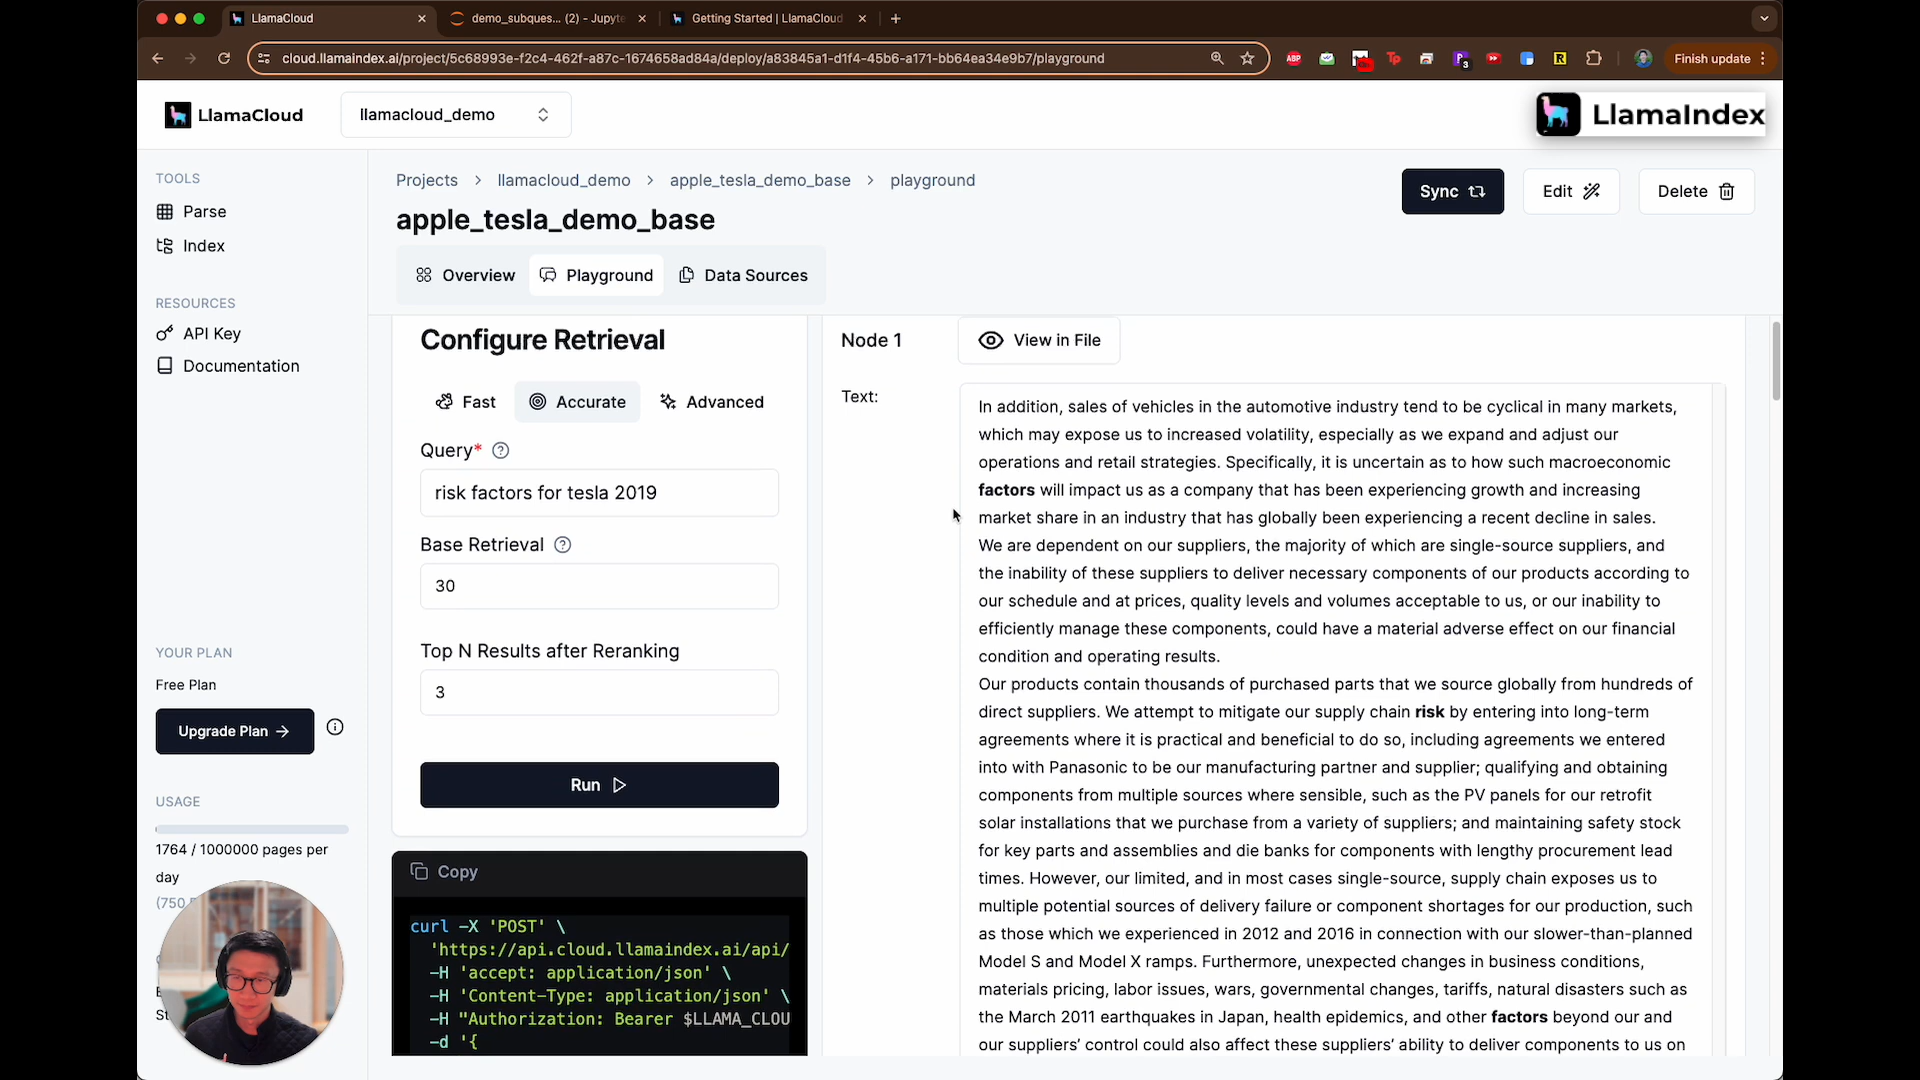 LlamaCloud
demo_subques... (2) - Jupyte
Getting Started | LlamaCloud
cloud.llamaindex.ai/project/5c68993e-f2c4-462f-a87c-1674658ad84a/deploy/a83845a1-d1f4-45b6-a171-bb64ea34e9b7/playground
ABP
Tp
3
R
Finish update
LlamaCloud
llamacloud_demo
LlamaIndex
TOOLS
Parse
Index
RESOURCES
API Key
Documentation
YOUR PLAN
Free Plan
Upgrade Plan →
USAGE
1764 / 1000000 pages per
day
(750
Projects > llamacloud_demo > apple_tesla_demo_base > playground
apple_tesla_demo_base
Sync
Edit
Delete
Overview
Playground
Data Sources
Configure Retrieval
Fast
Accurate
Advanced
Query*
risk factors for tesla 2019
Base Retrieval
30
Top N Results after Reranking
3
Run
Copy
curl -X 'POST' \
'https://api.cloud.llamaindex.ai/api/
-H 'accept: application/json' \
-H 'Content-Type: application/json' \
-H "Authorization: Bearer $LLAMA_CLOU
-d '{
Node 1
View in File
Text:
In addition, sales of vehicles in the automotive industry tend to be cyclical in many markets,
which may expose us to increased volatility, especially as we expand and adjust our
operations and retail strategies. Specifically, it is uncertain as to how such macroeconomic
factors will impact us as a company that has been experiencing growth and increasing
market share in an industry that has globally been experiencing a recent decline in sales.
We are dependent on our suppliers, the majority of which are single-source suppliers, and
the inability of these suppliers to deliver necessary components of our products according to
our schedule and at prices, quality levels and volumes acceptable to us, or our inability to
efficiently manage these components, could have a material adverse effect on our financial
condition and operating results.
Our products contain thousands of purchased parts that we source globally from hundreds of
direct suppliers. We attempt to mitigate our supply chain risk by entering into long-term
agreements where it is practical and beneficial to do so, including agreements we entered
into with Panasonic to be our manufacturing partner and supplier; qualifying and obtaining
components from multiple sources where sensible, such as the PV panels for our retrofit
solar installations that we purchase from a variety of suppliers; and maintaining safety stock
for key parts and assemblies and die banks for components with lengthy procurement lead
times. However, our limited, and in most cases single-source, supply chain exposes us to
multiple potential sources of delivery failure or component shortages for our production, such
as those which we experienced in 2012 and 2016 in connection with our slower-than-planned
Model S and Model X ramps. Furthermore, unexpected changes in business conditions,
materials pricing, labor issues, wars, governmental changes, tariffs, natural disasters such as
the March 2011 earthquakes in Japan, health epidemics, and other factors beyond our and
our suppliers' control could also affect these suppliers' ability to deliver components to us on